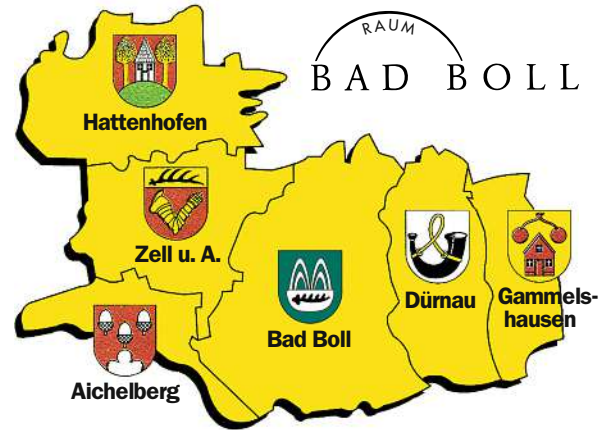 RAUM
BAD BOLL
Hattenhofen
Zell u. A.
Dürnau
Gammels-
hausen
Bad Boll
Aichelberg